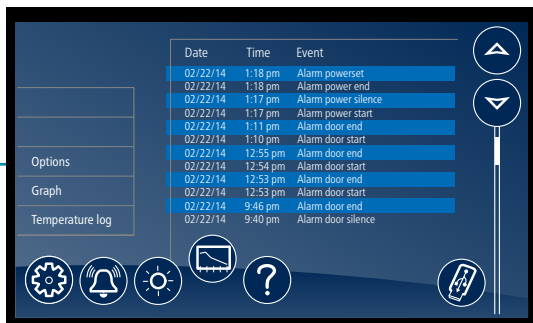 Date Time Event
02/22/14 1:18 pm Alarm powerset
02/22/14 1:18 pm Alarm power end
02/22/14 1:17 pm Alarm power silence
02/22/14 1:17 pm Alarm power start
02/22/14 1:11 pm Alarm door end
02/22/14 1:10 pm Alarm door start
02/22/14 12:55 pm Alarm door end
02/22/14 12:54 pm Alarm door start
02/22/14 12:53 pm Alarm door end
02/22/14 12:53 pm Alarm door start
02/22/14 9:46 pm Alarm door end
02/22/14 9:40 pm Alarm door silence
Options
Graph
Temperature log
?